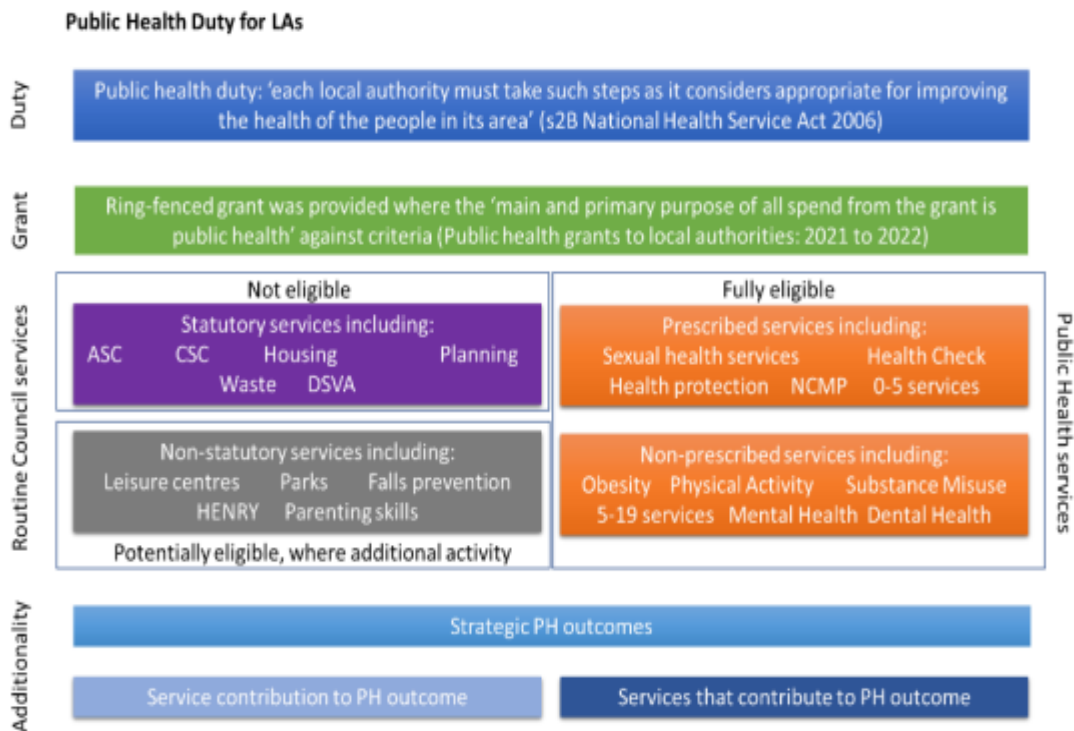 Public Health Duty for LAs
Duty
Public health duty: ‘each local authority must take such steps as it considers appropriate for improving
the health of the people in its area’ (s2B National Health Service Act 2006)
Grant
Ring-fenced grant was provided where the ‘main and primary purpose of all spend from the grant is
public health’ against criteria (Public health grants to local authorities: 2021 to 2022)
Routine Council services
Not eligible
Statutory services including:
ASC CSC Housing Planning
Waste DSVA
Non-statutory services including:
Leisure centres Parks Falls prevention
HENRY Parenting skills
Potentially eligible, where additional activity
Fully eligible
Prescribed services including:
Sexual health services Health Check
Health protection NCMP 0-5 services
Non-prescribed services including:
Obesity Physical Activity Substance Misuse
5-19 services Mental Health Dental Health
Public Health services
Additionality
Strategic PH outcomes
Service contribution to PH outcome
Services that contribute to PH outcome